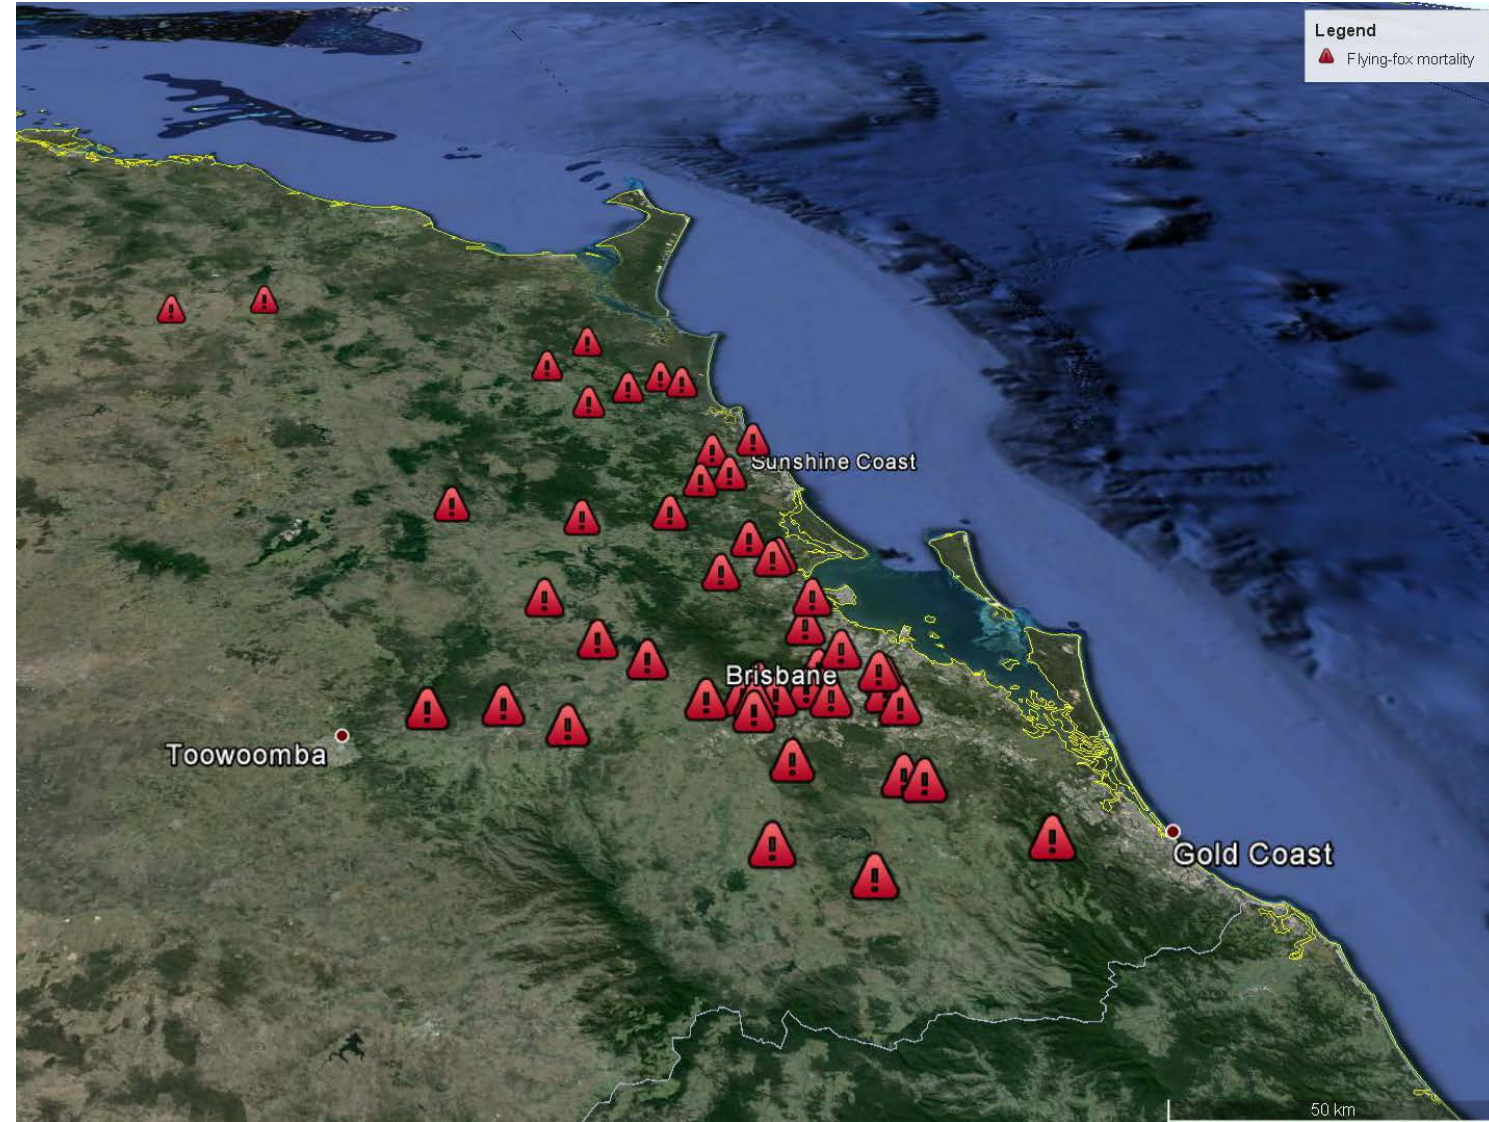 Legend
Flying-fox mortality
Sunshine Coast
Brisbane
Toowoomba
Gold Coast
50 km